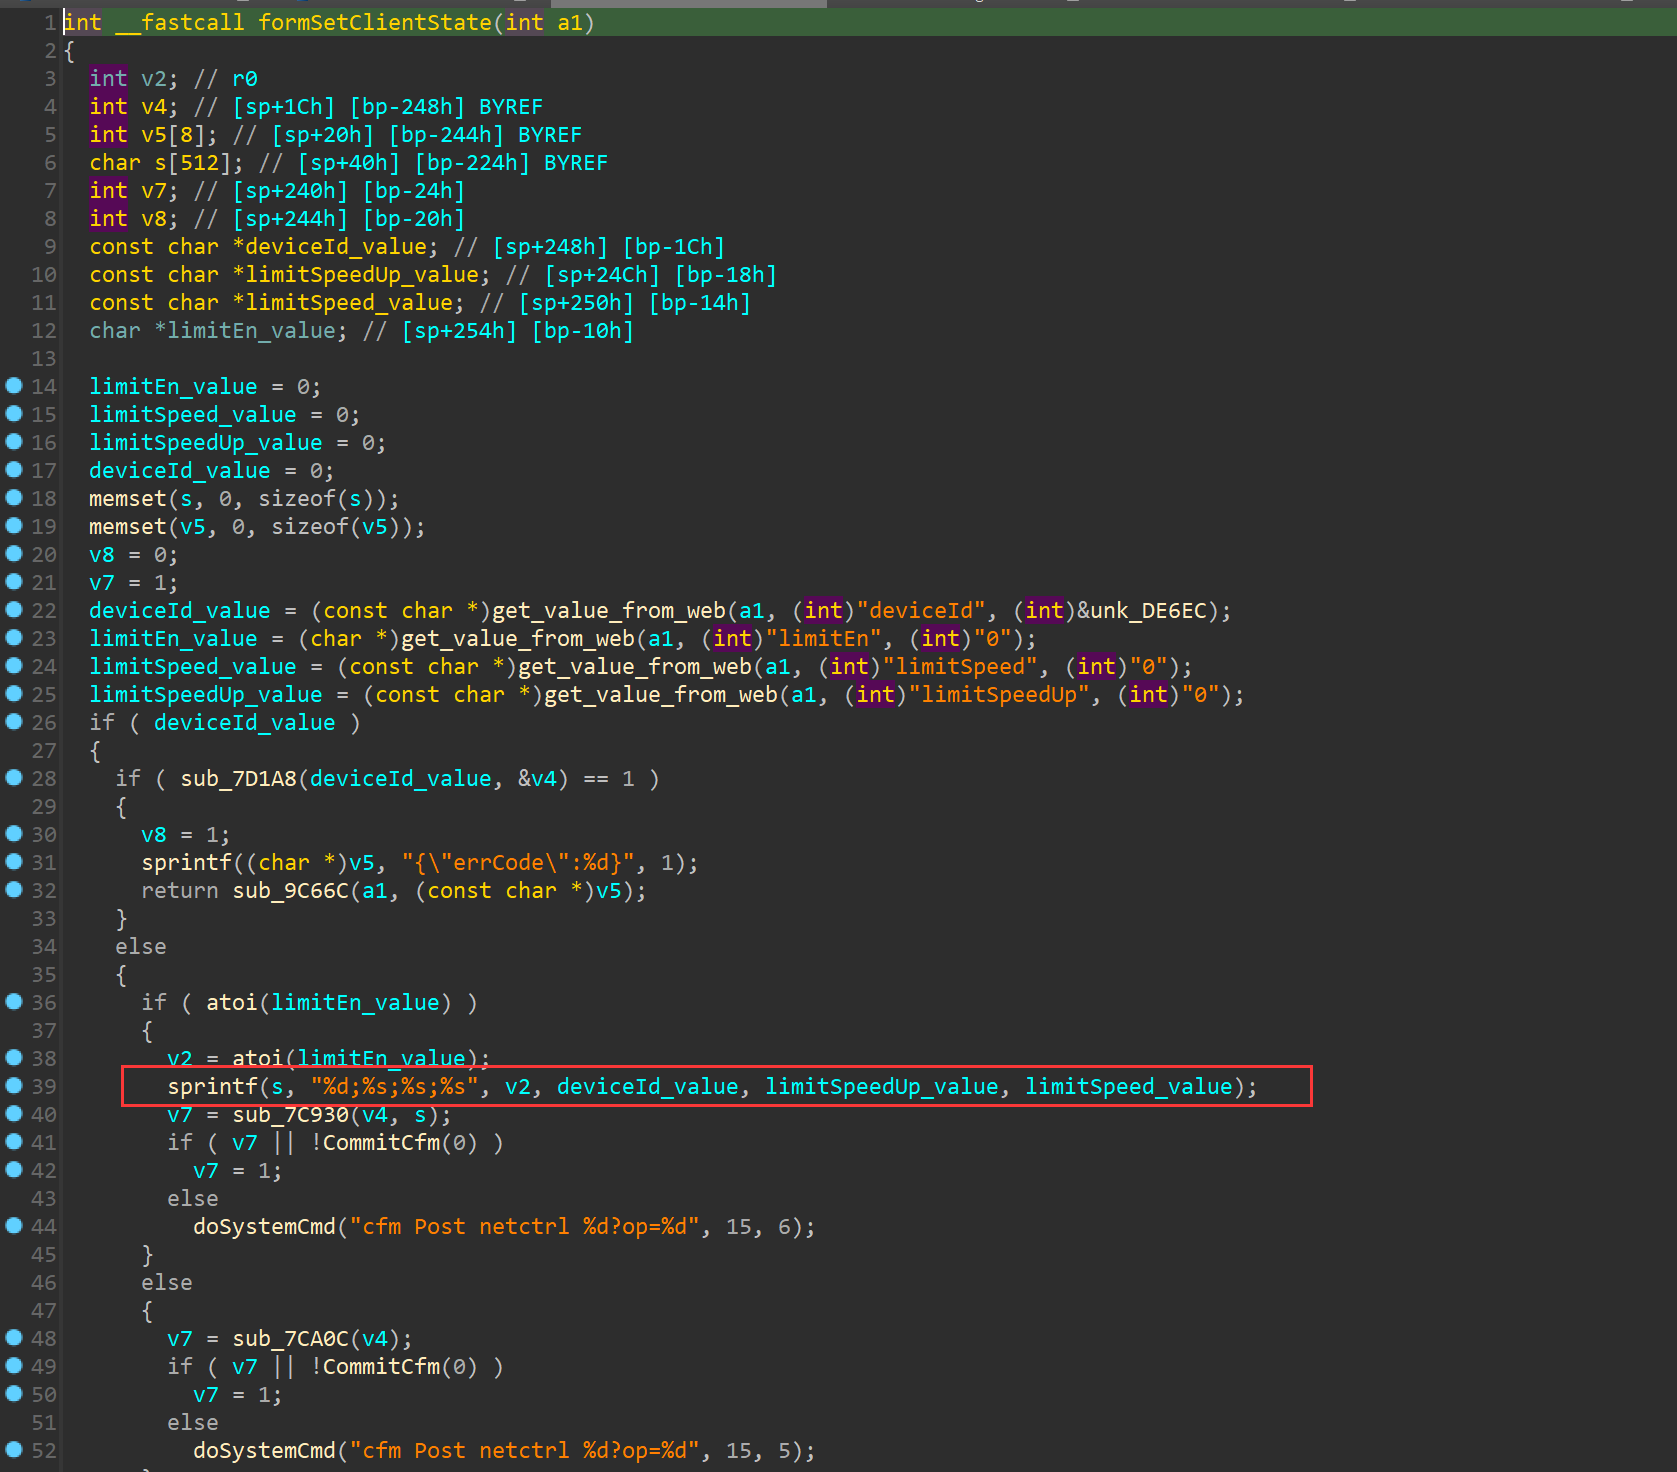 1 int __fastcall formSetClientState(int a1)
2 {
3 int v2; // r0
4 int v4; // [sp+1Ch] [bp-248h] BYREF
5 int v5[8]; // [sp+20h] [bp-244h] BYREF
6 char s[512]; // [sp+40h] [bp-224h] BYREF
7 int v7; // [sp+240h] [bp-24h]
8 int v8; // [sp+244h] [bp-20h]
9 const char *deviceId_value; // [sp+248h] [bp-1Ch]
10 const char *limitSpeedUp_value; // [sp+24Ch] [bp-18h]
11 const char *limitSpeed_value; // [sp+250h] [bp-14h]
12 char *limitEn_value; // [sp+254h] [bp-10h]
13
14 limitEn_value = 0;
15 limitSpeed_value = 0;
16 limitSpeedUp_value = 0;
17 deviceId_value = 0;
18 memset(s, 0, sizeof(s));
19 memset(v5, 0, sizeof(v5));
20 v8 = 0;
21 v7 = 1;
22 deviceId_value = (const char *)get_value_from_web(a1, (int)"deviceId", (int)&unk_DE6EC);
23 limitEn_value = (char *)get_value_from_web(a1, (int)"limitEn", (int)"0");
24 limitSpeed_value = (const char *)get_value_from_web(a1, (int)"limitSpeed", (int)"0");
25 limitSpeedUp_value = (const char *)get_value_from_web(a1, (int)"limitSpeedUp", (int)"0");
26 if ( deviceId_value )
27 {
28 if ( sub_7D1A8(deviceId_value, &v4) == 1 )
29 {
30 v8 = 1;
31 sprintf((char *)v5, "{\"errCode\":%d}", 1);
32 return sub_9C66C(a1, (const char *)v5);
33 }
34 else
35 {
36 if ( atoi(limitEn_value) )
37 {
38 v2 = atoi(limitEn_value);
39 sprintf(s, "%d;%s;%s;%s", v2, deviceId_value, limitSpeedUp_value, limitSpeed_value);
40 v7 = sub_7C930(v4, s);
41 if ( v7 || !CommitCfm(0) )
42 v7 = 1;
43 else
44 doSystemCmd("cfm Post netctrl %d?op=%d", 15, 6);
45 }
46 else
47 {
48 v7 = sub_7CA0C(v4);
49 if ( v7 || !CommitCfm(0) )
50 v7 = 1;
51 else
52 doSystemCmd("cfm Post netctrl %d?op=%d", 15, 5);